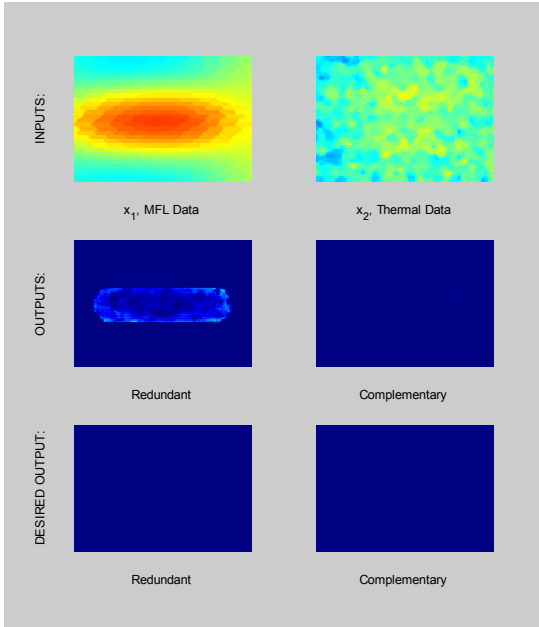 INPUTS:
x1, MFL Data
x2, Thermal Data
OUTPUTS:
Redundant
Complementary
DESIRED OUTPUT:
Redundant
Complementary